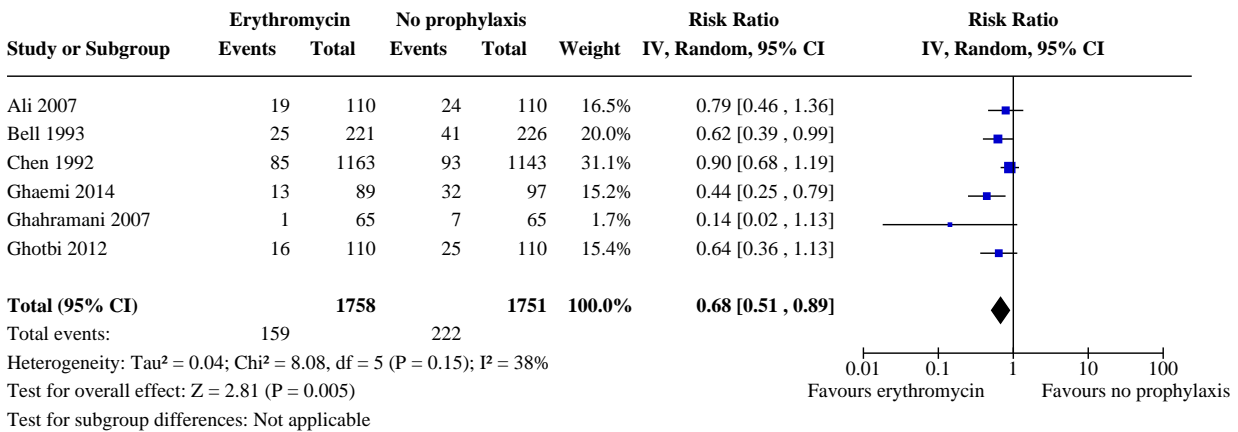 Erythromycin No prophylaxis Risk Ratio Risk Ratio
Study or Subgroup Events Total Events Total Weight IV, Random, 95% CI IV, Random, 95% CI
Ali 2007 19 110 24 110 16.5% 0.79 [0.46 , 1.36]
Bell 1993 25 221 41 226 20.0% 0.62 [0.39 , 0.99]
Chen 1992 85 1163 93 1143 31.1% 0.90 [0.68 , 1.19]
Ghaemi 2014 13 89 32 97 15.2% 0.44 [0.25 , 0.79]
Ghahramani 2007 1 65 7 65 1.7% 0.14 [0.02 , 1.13]
Ghotbi 2012 16 110 25 110 15.4% 0.64 [0.36 , 1.13]
Total (95% CI) 1758 1751 100.0% 0.68 [0.51 , 0.89]
Total events: 159 222
Heterogeneity: Tau² = 0.04; Chi² = 8.08, df = 5 (P = 0.15); I² = 38%
0.01 0.1 1 10 100
Test for overall effect: Z = 2.81 (P = 0.005)
Favours erythromycin Favours no prophylaxis
Test for subgroup differences: Not applicable